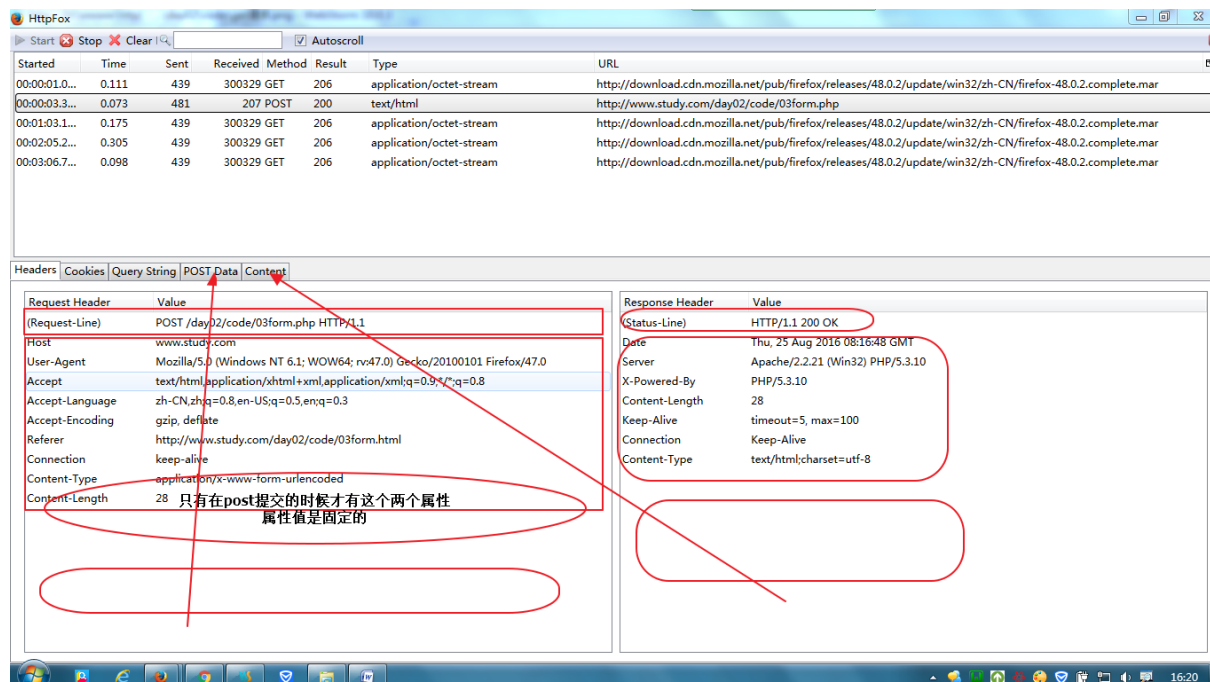 HttpFox
Start Stop Clear Autoscroll
Started Time Sent Received Method Result Type URL
00:00:01.0... 0.111 439 300329 GET 206 application/octet-stream http://download.cdn.mozilla.net/pub/firefox/releases/48.0.2/update/win32/zh-CN/firefox-48.0.2.complete.mar
00:00:03.3... 0.073 481 207 POST 200 text/html http://www.study.com/day02/code/03form.php
00:01:03.1... 0.175 439 300329 GET 206 application/octet-stream http://download.cdn.mozilla.net/pub/firefox/releases/48.0.2/update/win32/zh-CN/firefox-48.0.2.complete.mar
00:02:05.2... 0.305 439 300329 GET 206 application/octet-stream http://download.cdn.mozilla.net/pub/firefox/releases/48.0.2/update/win32/zh-CN/firefox-48.0.2.complete.mar
00:03:06.7... 0.098 439 300329 GET 206 application/octet-stream http://download.cdn.mozilla.net/pub/firefox/releases/48.0.2/update/win32/zh-CN/firefox-48.0.2.complete.mar
Headers Cookies Query String POST Data Content
Request Header Value
(Request-Line) POST /day02/code/03form.php HTTP/1.1
Host www.study.com
User-Agent Mozilla/5.0 (Windows NT 6.1; WOW64; rv:47.0) Gecko/20100101 Firefox/47.0
Accept text/html,application/xhtml+xml,application/xml;q=0.9,*/*;q=0.8
Accept-Language zh-CN,zh;q=0.8,en-US;q=0.5,en;q=0.3
Accept-Encoding gzip, deflate
Referer http://www.study.com/day02/code/03form.html
Connection keep-alive
Content-Type application/x-www-form-urlencoded
Content-Length 28
只有在post提交的时候才有这个两个属性
属性值是固定的
Response Header Value
(Status-Line) HTTP/1.1 200 OK
Date Thu, 25 Aug 2016 08:16:48 GMT
Server Apache/2.2.21 (Win32) PHP/5.3.10
X-Powered-By PHP/5.3.10
Content-Length 28
Keep-Alive timeout=5, max=100
Connection Keep-Alive
Content-Type text/html;charset=utf-8
16:20